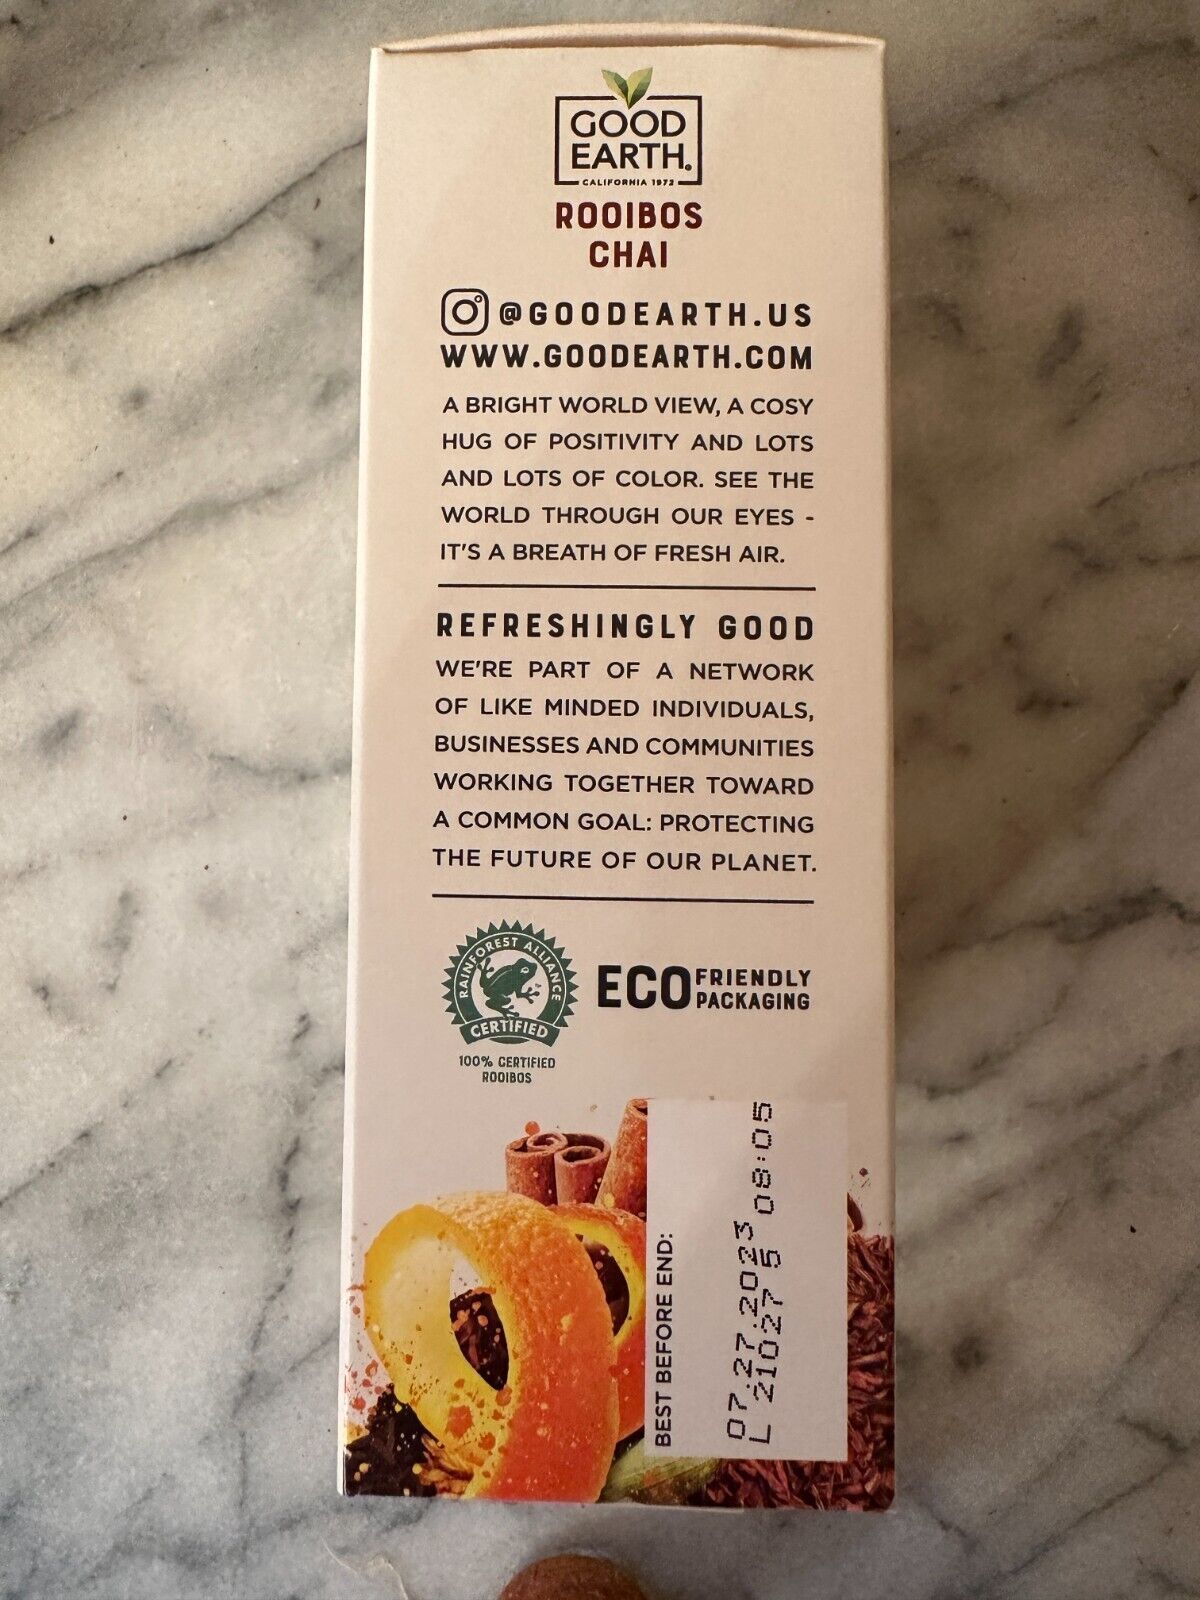 GOOD
EARTH®
CALIFORNIA 1972
ROOIBOS
CHAI
@GOODEARTH.US
WWW.GOODEARTH.COM
A BRIGHT WORLD VIEW, A COSY
HUG OF POSITIVITY AND LOTS
AND LOTS OF COLOR. SEE THE
WORLD THROUGH OUR EYES -
IT'S A BREATH OF FRESH AIR.
REFRESHINGLY GOOD
WE'RE PART OF A NETWORK
OF LIKE MINDED INDIVIDUALS,
BUSINESSES AND COMMUNITIES
WORKING TOGETHER TOWARD
A COMMON GOAL: PROTECTING
THE FUTURE OF OUR PLANET.
RAINFOREST ALLIANCE
CERTIFIED
100% CERTIFIED
ROOIBOS
ECO FRIENDLY
PACKAGING
BEST BEFORE END:
07.27.2023
L 21027 5 08:05